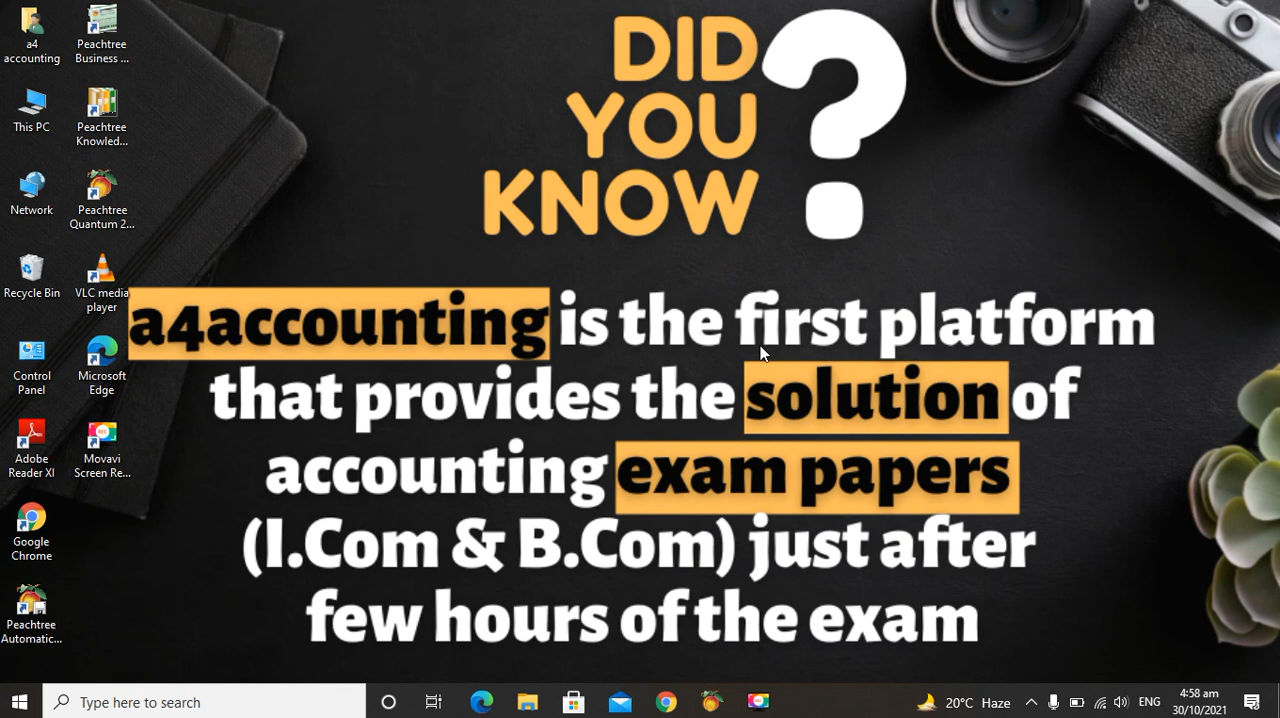 a4
accounting
Peachtree
Business ...
This PC
Peachtree
Knowled...
Network
Peachtree
Quantum 2...
Recycle Bin
VLC media
player
Control
Panel
Microsoft
Edge
Adobe
Reader XI
Movavi
Screen Re...
Google
Chrome
Peachtree
Automatic...
DID
YOU
KNOW
?
a4accounting is the first platform
that provides the solution of
accounting exam papers
(I.Com & B.Com) just after
few hours of the exam
Type here to search
20°C Haze
ENG
4:58 am
30/10/2021